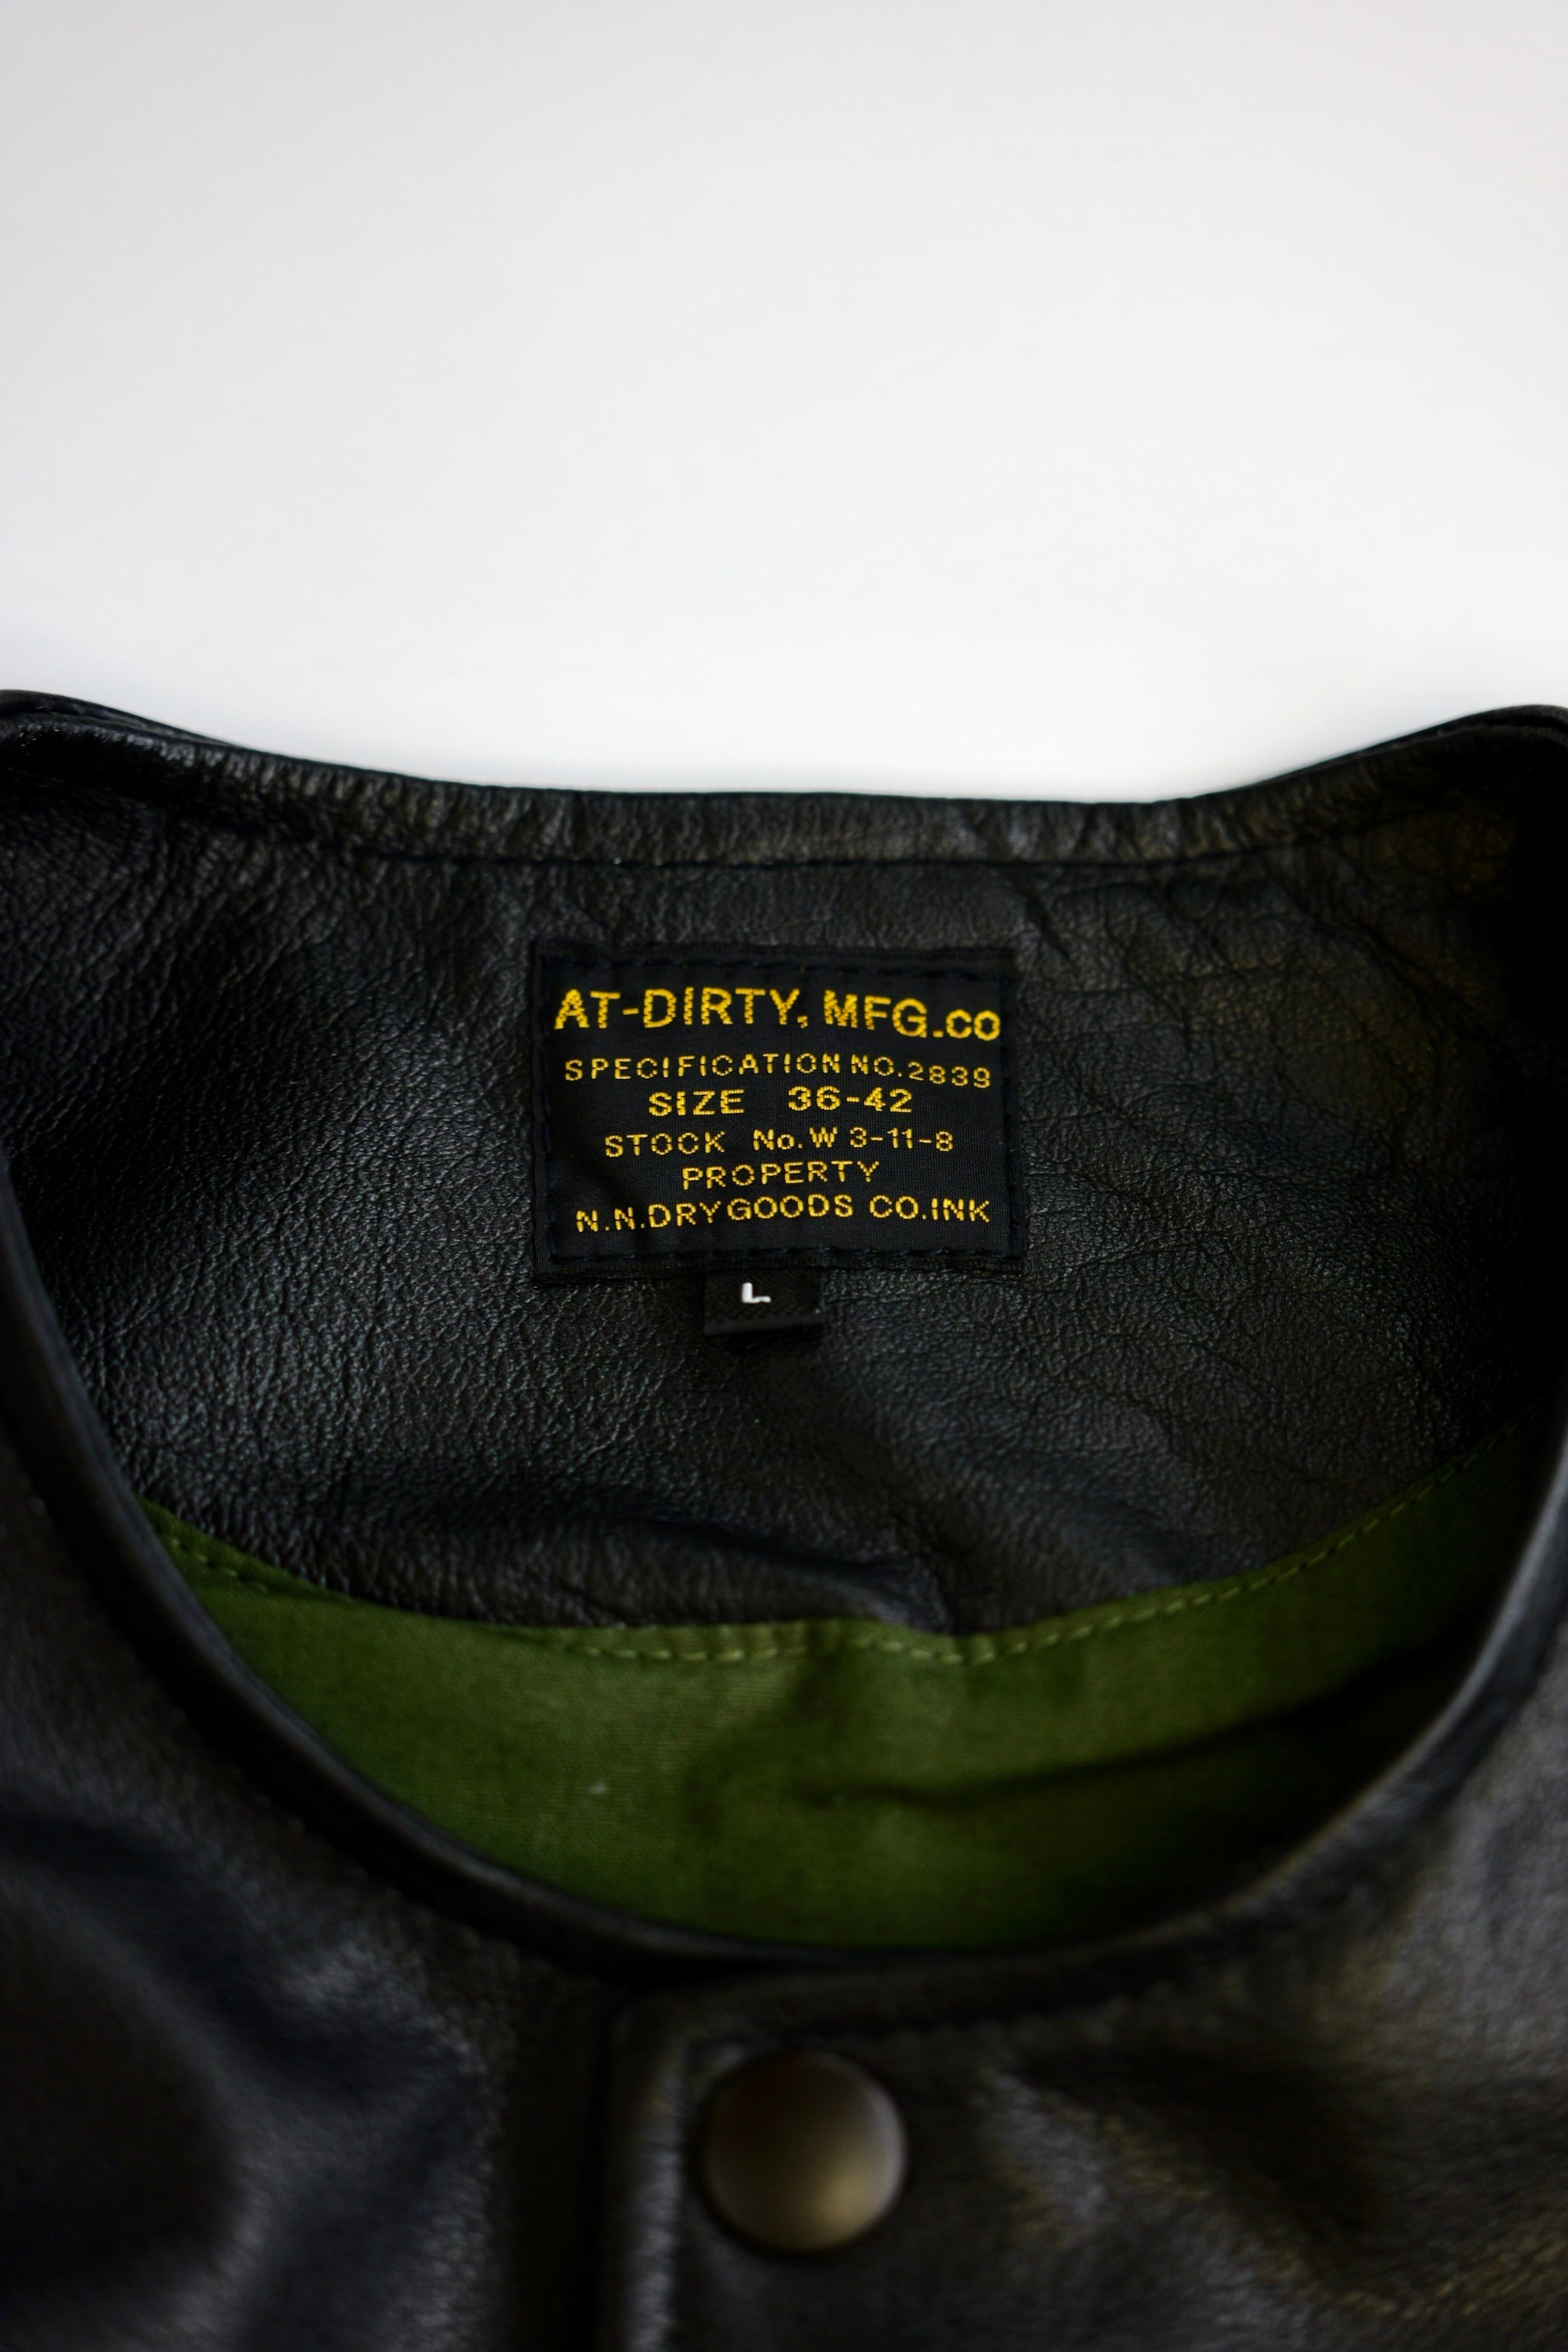 AT-DIRTY, MFG.co
SPECIFICATION NO.2839
SIZE 36-42
STOCK No. W 3-11-8
PROPERTY
N.N.DRYGOODS CO.INK
L